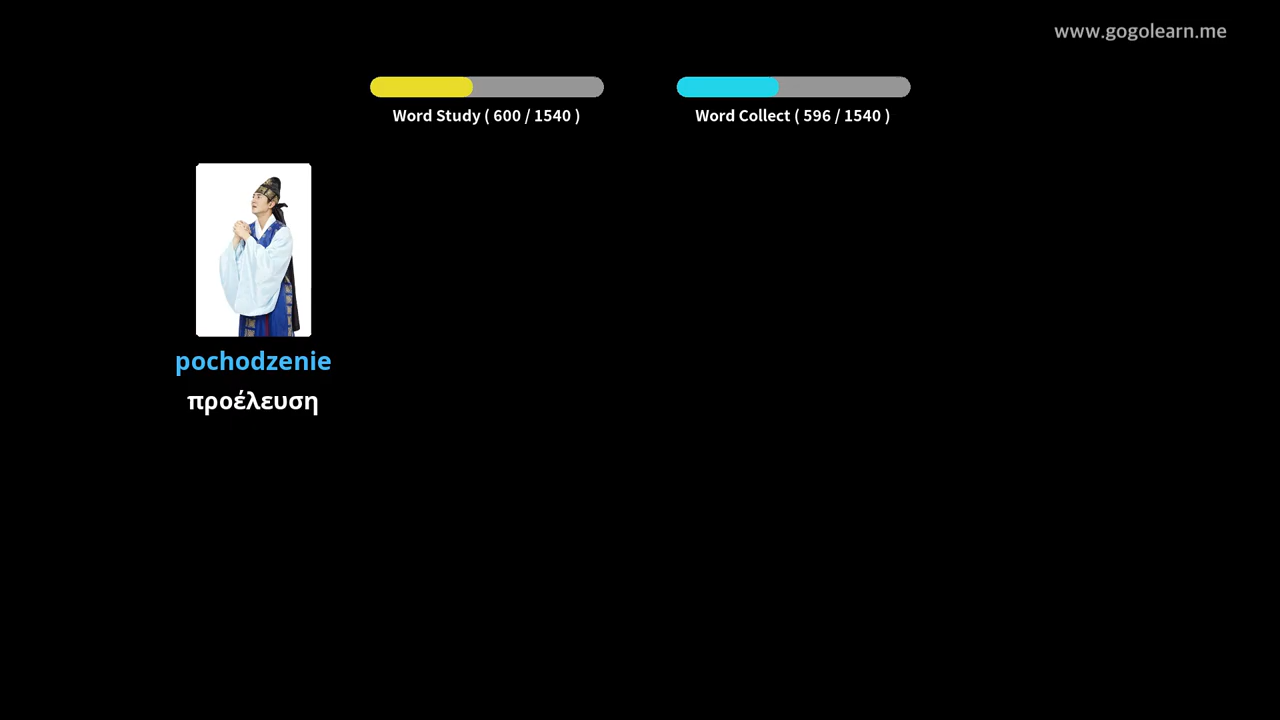 www.gogolearn.me
Word Study ( 600 / 1540 )
Word Collect ( 596 / 1540 )
pochodzenie
προέλευση